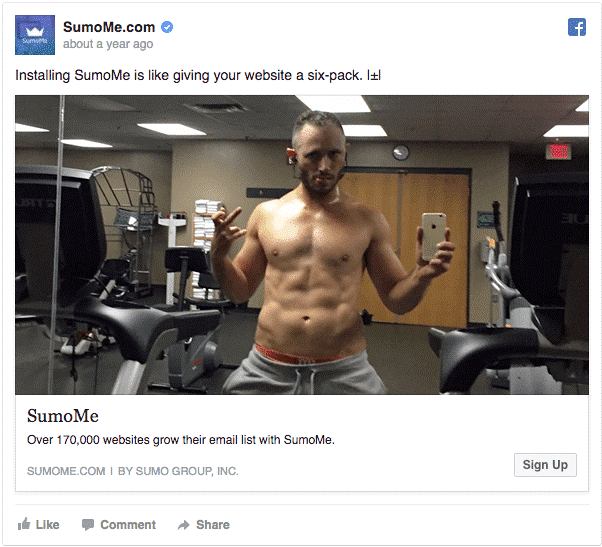 SumoMe
SumoMe.com
about a year ago
Installing SumoMe is like giving your website a six-pack. |±|
SumoMe
Over 170,000 websites grow their email list with SumoMe.
SUMOME.COM | BY SUMO GROUP, INC.
Sign Up
Like
Comment
Share